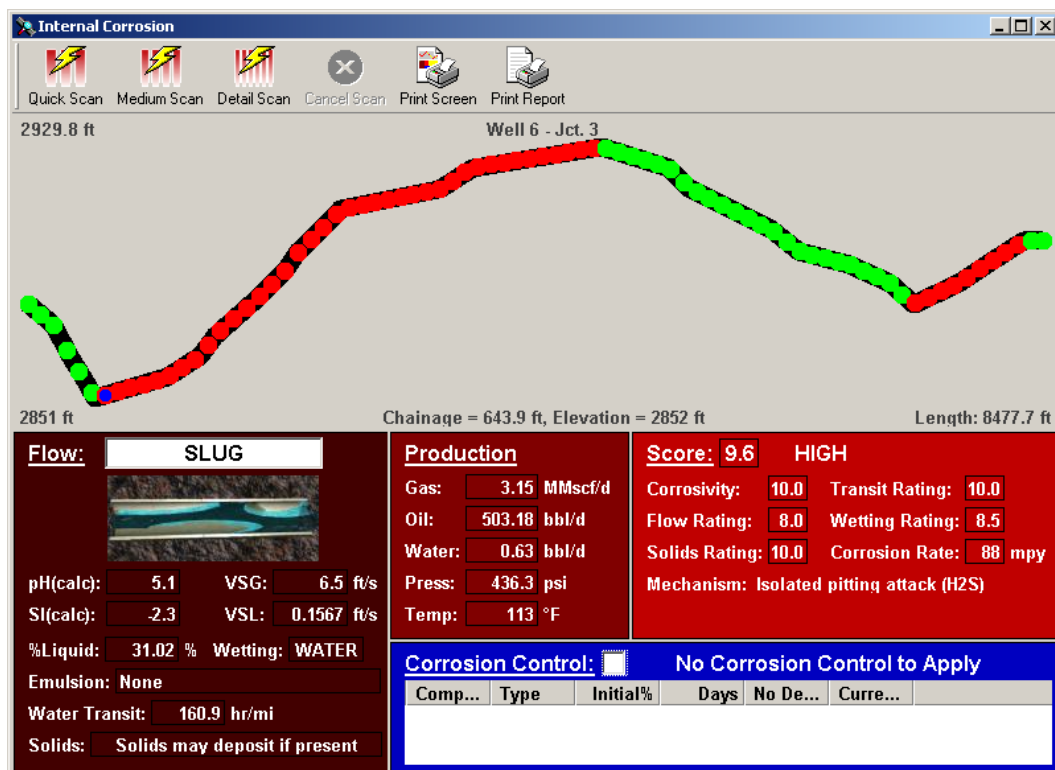 Internal Corrosion
Quick Scan Medium Scan Detail Scan Cancel Scan Print Screen Print Report
2929.8 ft Well 6 - Jct. 3
2851 ft Chainage = 643.9 ft, Elevation = 2852 ft Length: 8477.7 ft
Flow: SLUG
pH(calc): 5.1 VSG: 6.5 ft/s
SI(calc): -2.3 VSL: 0.1567 ft/s
%Liquid: 31.02 % Wetting: WATER
Emulsion: None
Water Transit: 160.9 hr/mi
Solids: Solids may deposit if present
Production
Gas: 3.15 MMscf/d
Oil: 503.18 bbl/d
Water: 0.63 bbl/d
Press: 436.3 psi
Temp: 113 °F
Score: 9.6 HIGH
Corrosivity: 10.0 Transit Rating: 10.0
Flow Rating: 8.0 Wetting Rating: 8.5
Solids Rating: 10.0 Corrosion Rate: 88 mpy
Mechanism: Isolated pitting attack (H2S)
Corrosion Control: No Corrosion Control to Apply
Comp... Type Initial% Days No De... Curre...